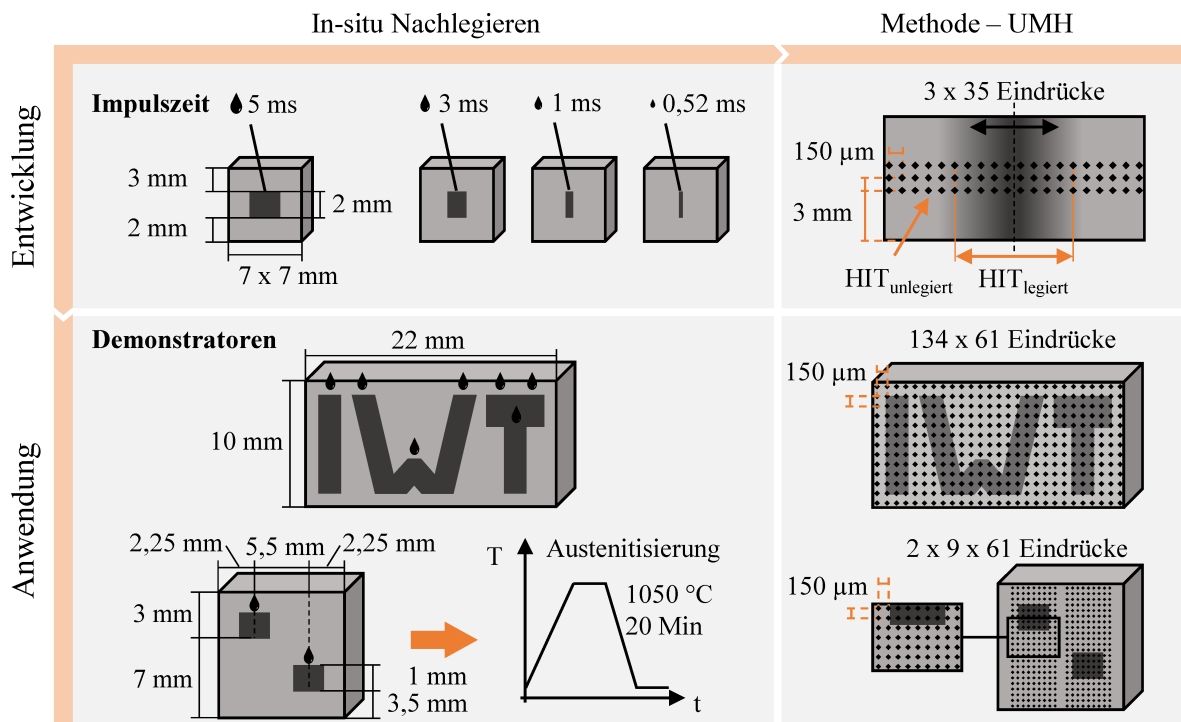 In-situ Nachlegieren
Methode – UMH
Entwicklung
Impulszeit
5 ms
3 ms
1 ms
0,52 ms
3 mm
2 mm
2 mm
7 x 7 mm
3 x 35 Eindrücke
150 µm
3 mm
HITunlegiert
HITlegiert
Anwendung
Demonstratoren
22 mm
10 mm
IWT
134 x 61 Eindrücke
150 µm
IWT
2,25 mm
5,5 mm
2,25 mm
3 mm
7 mm
1 mm
3,5 mm
T
Austenitisierung
1050 °C
20 Min
t
2 x 9 x 61 Eindrücke
150 µm